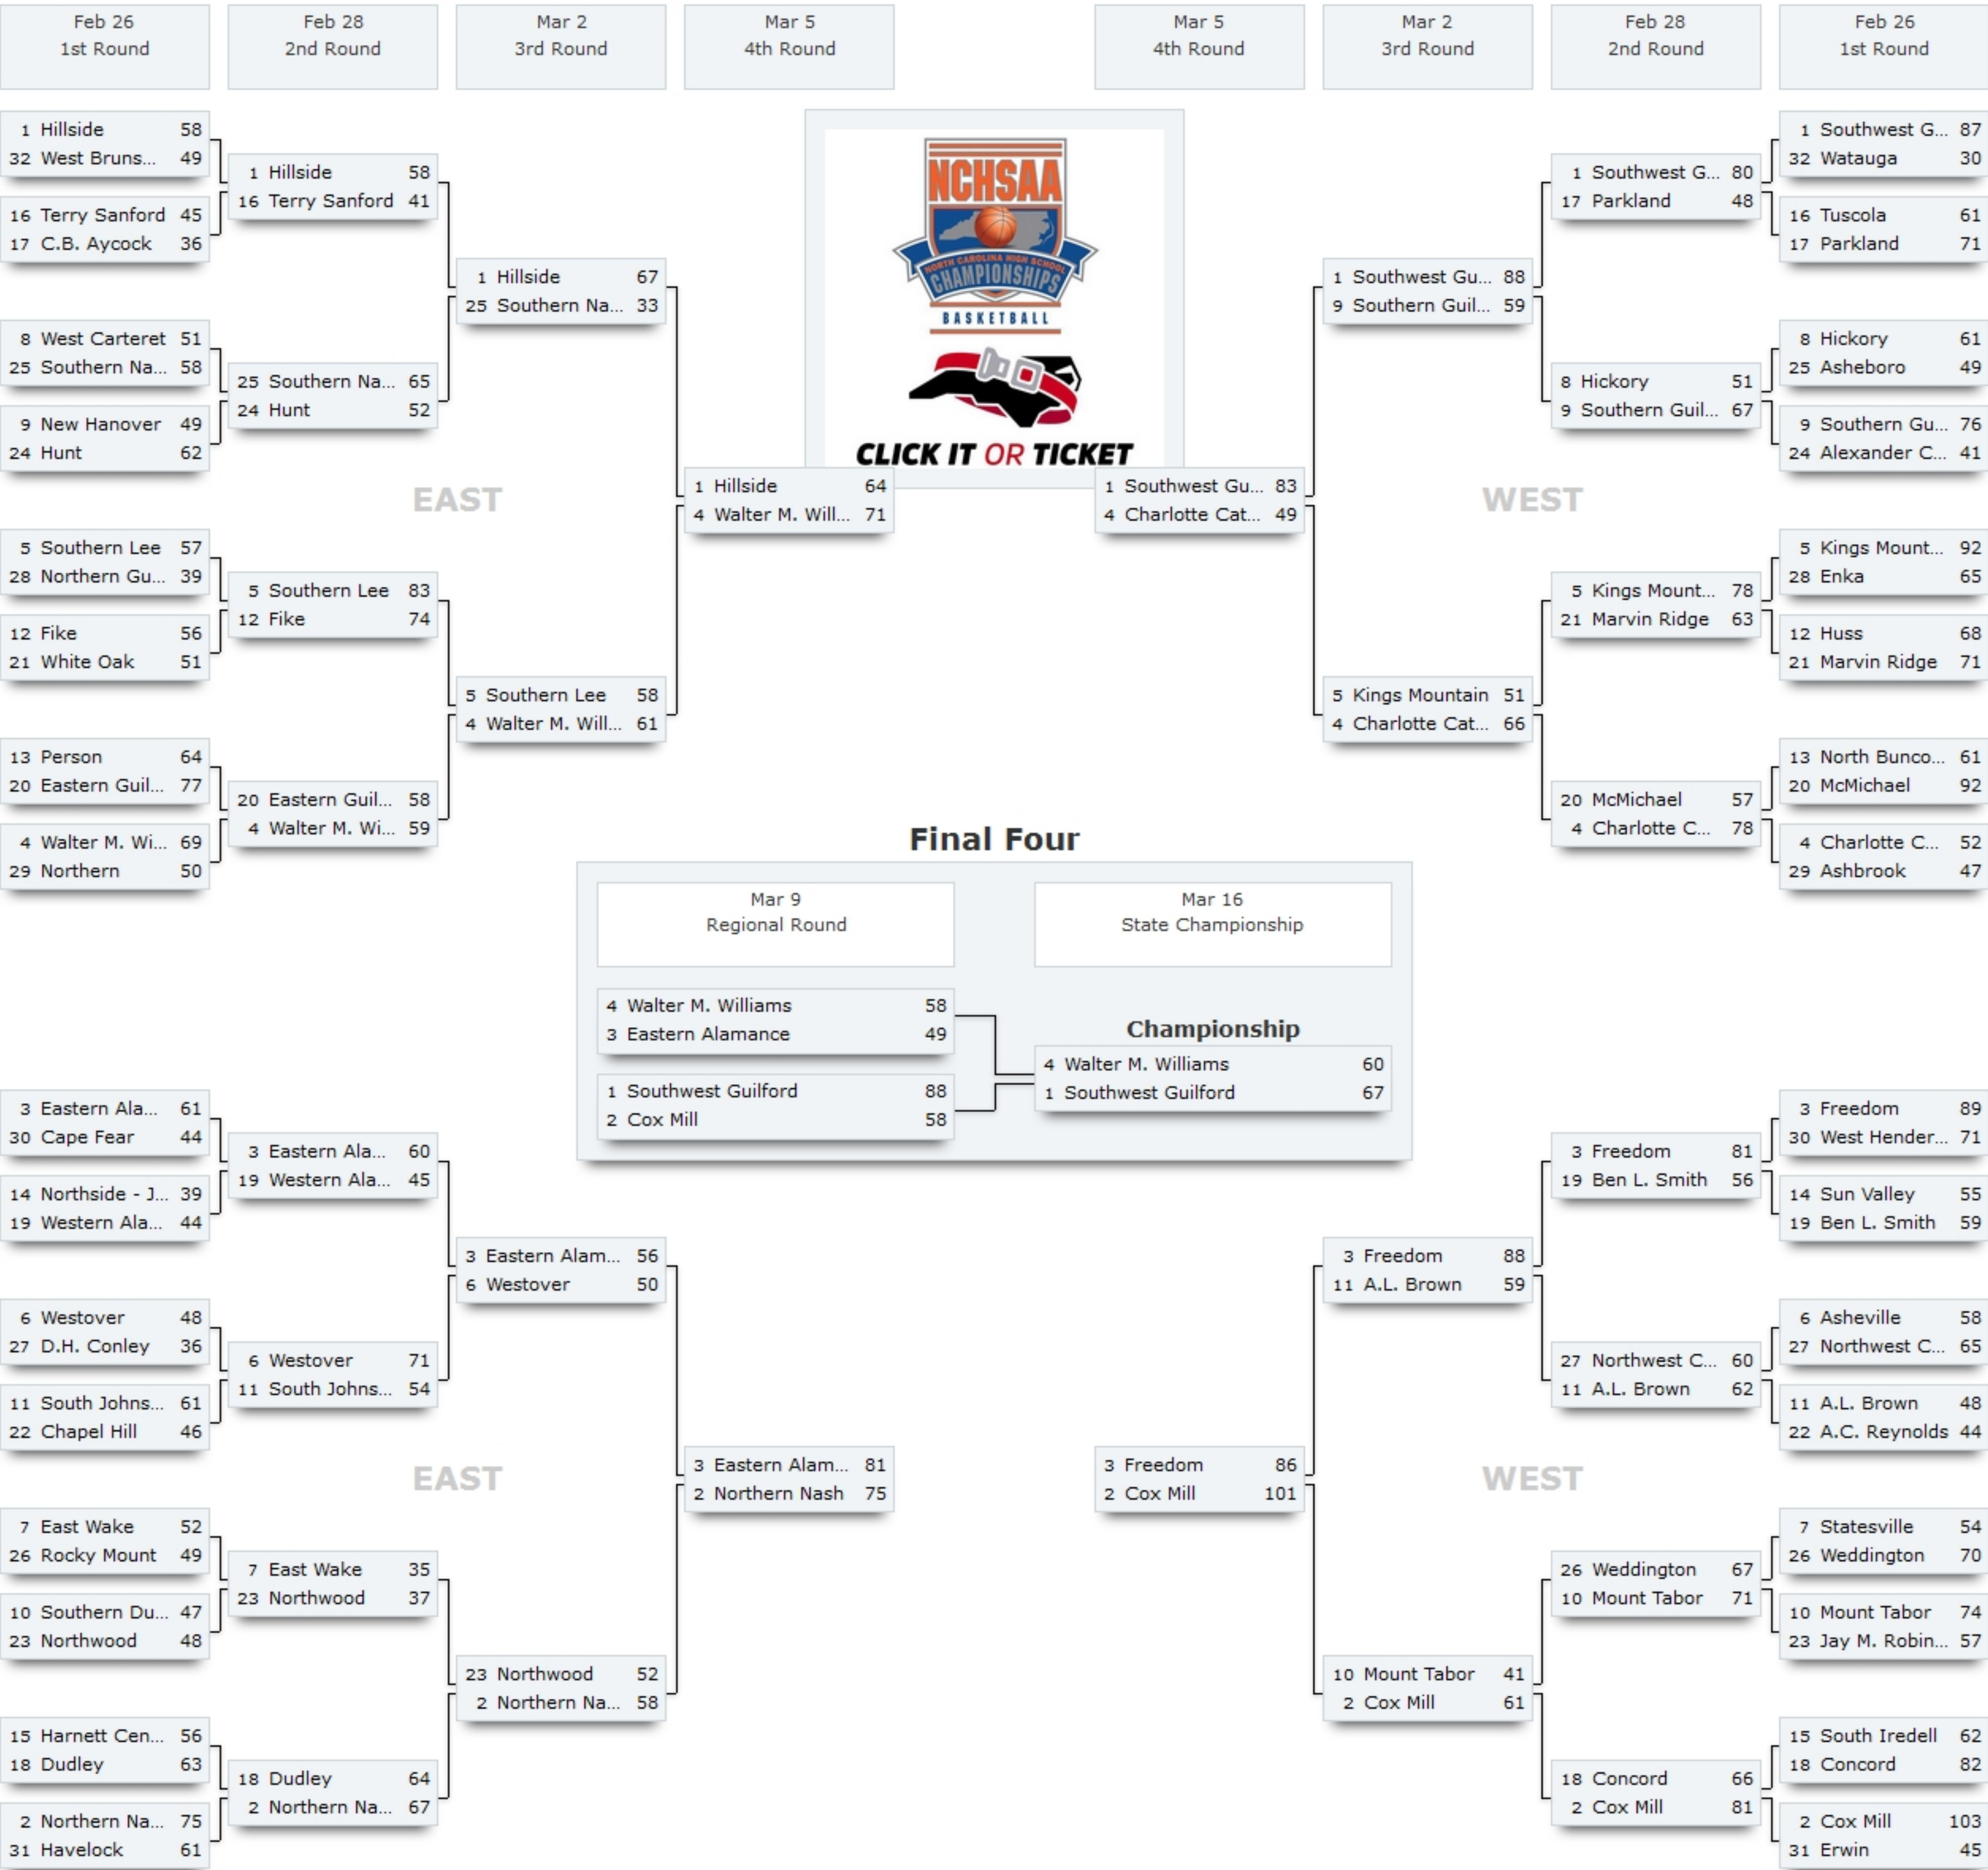 Feb 26
1st Round
Feb 28
2nd Round
Mar 2
3rd Round
Mar 5
4th Round
Mar 5
4th Round
Mar 2
3rd Round
Feb 28
2nd Round
Feb 26
1st Round
1 Hillside 58
32 West Bruns... 49
16 Terry Sanford 45
17 C.B. Aycock 36
8 West Carteret 51
25 Southern Na... 58
9 New Hanover 49
24 Hunt 62
5 Southern Lee 57
28 Northern Gu... 39
12 Fike 56
21 White Oak 51
13 Person 64
20 Eastern Guil... 77
4 Walter M. Wi... 69
29 Northern 50
1 Hillside 58
16 Terry Sanford 41
25 Southern Na... 65
24 Hunt 52
5 Southern Lee 83
12 Fike 74
20 Eastern Guil... 58
4 Walter M. Wi... 59
1 Hillside 67
25 Southern Na... 33
5 Southern Lee 58
4 Walter M. Will... 61
1 Hillside 64
4 Walter M. Will... 71
EAST
NCHSAA
NORTH CAROLINA HIGH SCHOOL
CHAMPIONSHIPS
BASKETBALL
CLICK IT OR TICKET
1 Southwest Gu... 83
4 Charlotte Cat... 49
WEST
1 Southwest Gu... 88
9 Southern Guil... 59
5 Kings Mountain 51
4 Charlotte Cat... 66
1 Southwest G... 80
17 Parkland 48
8 Hickory 51
9 Southern Guil... 67
5 Kings Mount... 78
21 Marvin Ridge 63
20 McMichael 57
4 Charlotte C... 78
1 Southwest G... 87
32 Watauga 30
16 Tuscola 61
17 Parkland 71
8 Hickory 61
25 Asheboro 49
9 Southern Gu... 76
24 Alexander C... 41
5 Kings Mount... 92
28 Enka 65
12 Huss 68
21 Marvin Ridge 71
13 North Bunco... 61
20 McMichael 92
4 Charlotte C... 52
29 Ashbrook 47
Final Four
Mar 9
Regional Round
Mar 16
State Championship
4 Walter M. Williams 58
3 Eastern Alamance 49
1 Southwest Guilford 88
2 Cox Mill 58
Championship
4 Walter M. Williams 60
1 Southwest Guilford 67
3 Eastern Ala... 61
30 Cape Fear 44
14 Northside - J... 39
19 Western Ala... 44
6 Westover 48
27 D.H. Conley 36
11 South Johns... 61
22 Chapel Hill 46
7 East Wake 52
26 Rocky Mount 49
10 Southern Du... 47
23 Northwood 48
15 Harnett Cen... 56
18 Dudley 63
2 Northern Na... 75
31 Havelock 61
3 Eastern Ala... 60
19 Western Ala... 45
6 Westover 71
11 South Johns... 54
7 East Wake 35
23 Northwood 37
18 Dudley 64
2 Northern Na... 67
3 Eastern Alam... 56
6 Westover 50
23 Northwood 52
2 Northern Na... 58
EAST
3 Eastern Alam... 81
2 Northern Nash 75
3 Freedom 86
2 Cox Mill 101
WEST
3 Freedom 88
11 A.L. Brown 59
10 Mount Tabor 41
2 Cox Mill 61
3 Freedom 81
19 Ben L. Smith 56
27 Northwest C... 60
11 A.L. Brown 62
26 Weddington 67
10 Mount Tabor 71
18 Concord 66
2 Cox Mill 81
3 Freedom 89
30 West Hender... 71
14 Sun Valley 55
19 Ben L. Smith 59
6 Asheville 58
27 Northwest C... 65
11 A.L. Brown 48
22 A.C. Reynolds 44
7 Statesville 54
26 Weddington 70
10 Mount Tabor 74
23 Jay M. Robin... 57
15 South Iredell 62
18 Concord 82
2 Cox Mill 103
31 Erwin 45